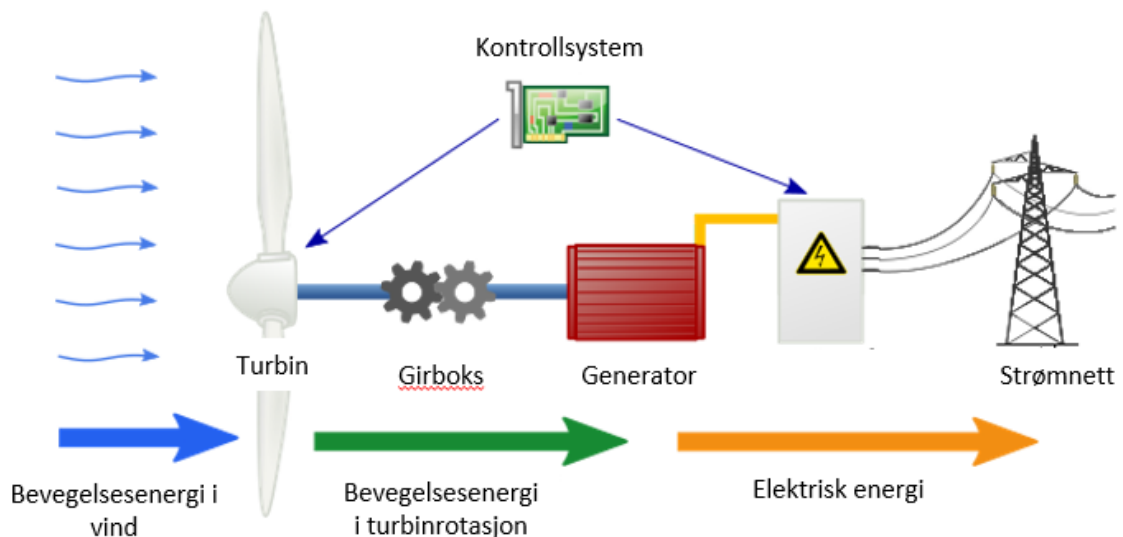 Kontrollsystem
Turbin
Girboks
Generator
Strømnett
Bevegelsesenergi i
vind
Bevegelsesenergi
i turbinrotasjon
Elektrisk energi